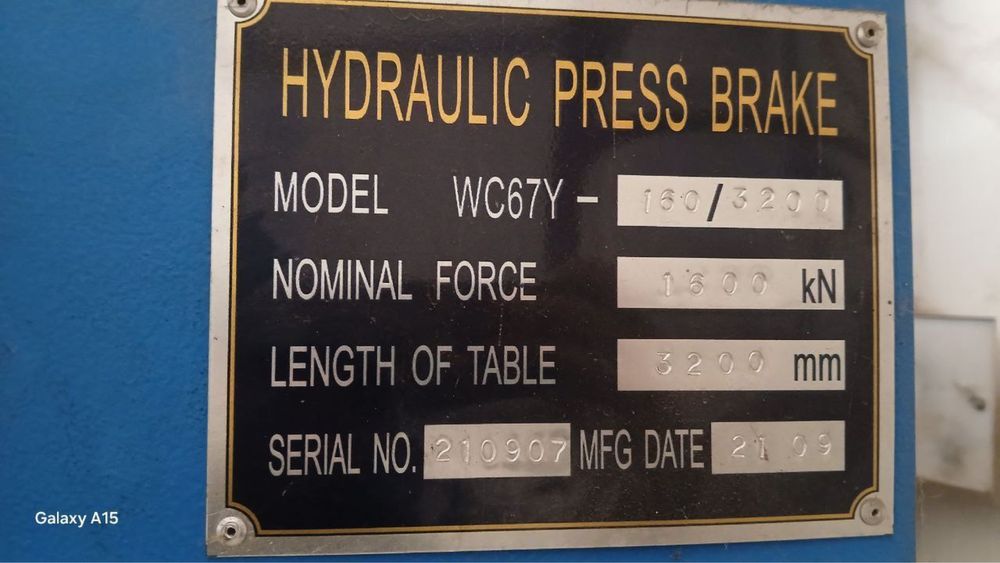 HYDRAULIC PRESS BRAKE
MODEL WC67Y - 160/3200
NOMINAL FORCE 1600 kN
LENGTH OF TABLE 3200 mm
SERIAL NO. 210907 MFG DATE 21 09
Galaxy A15